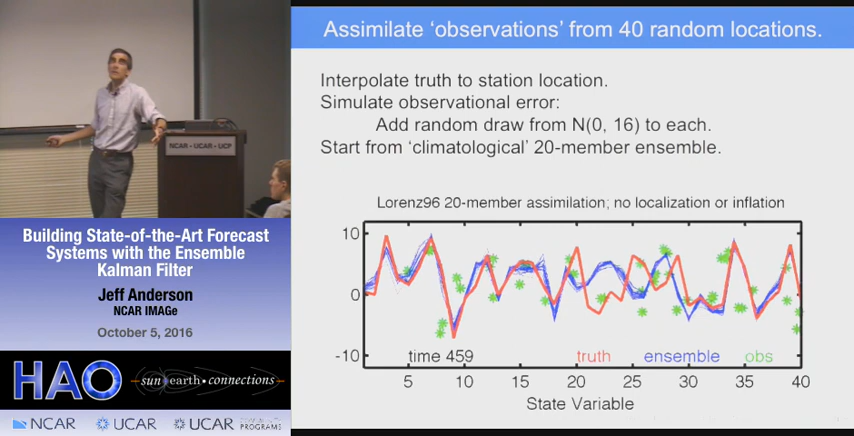 Assimilate 'observations' from 40 random locations.
Interpolate truth to station location.
Simulate observational error:
Add random draw from N(0, 16) to each.
Start from 'climatological' 20-member ensemble.
Lorenz96 20-member assimilation; no localization or inflation
10
0
-10
time 459
truth
ensemble
obs
5 10 15 20 25 30 35 40
State Variable
NCAR • UCAR • UCP
Building State-of-the-Art Forecast
Systems with the Ensemble
Kalman Filter
Jeff Anderson
NCAR IMAGe
October 5, 2016
HAO
sun earth • connections
NCAR
UCAR
UCAR
PROGRAMS